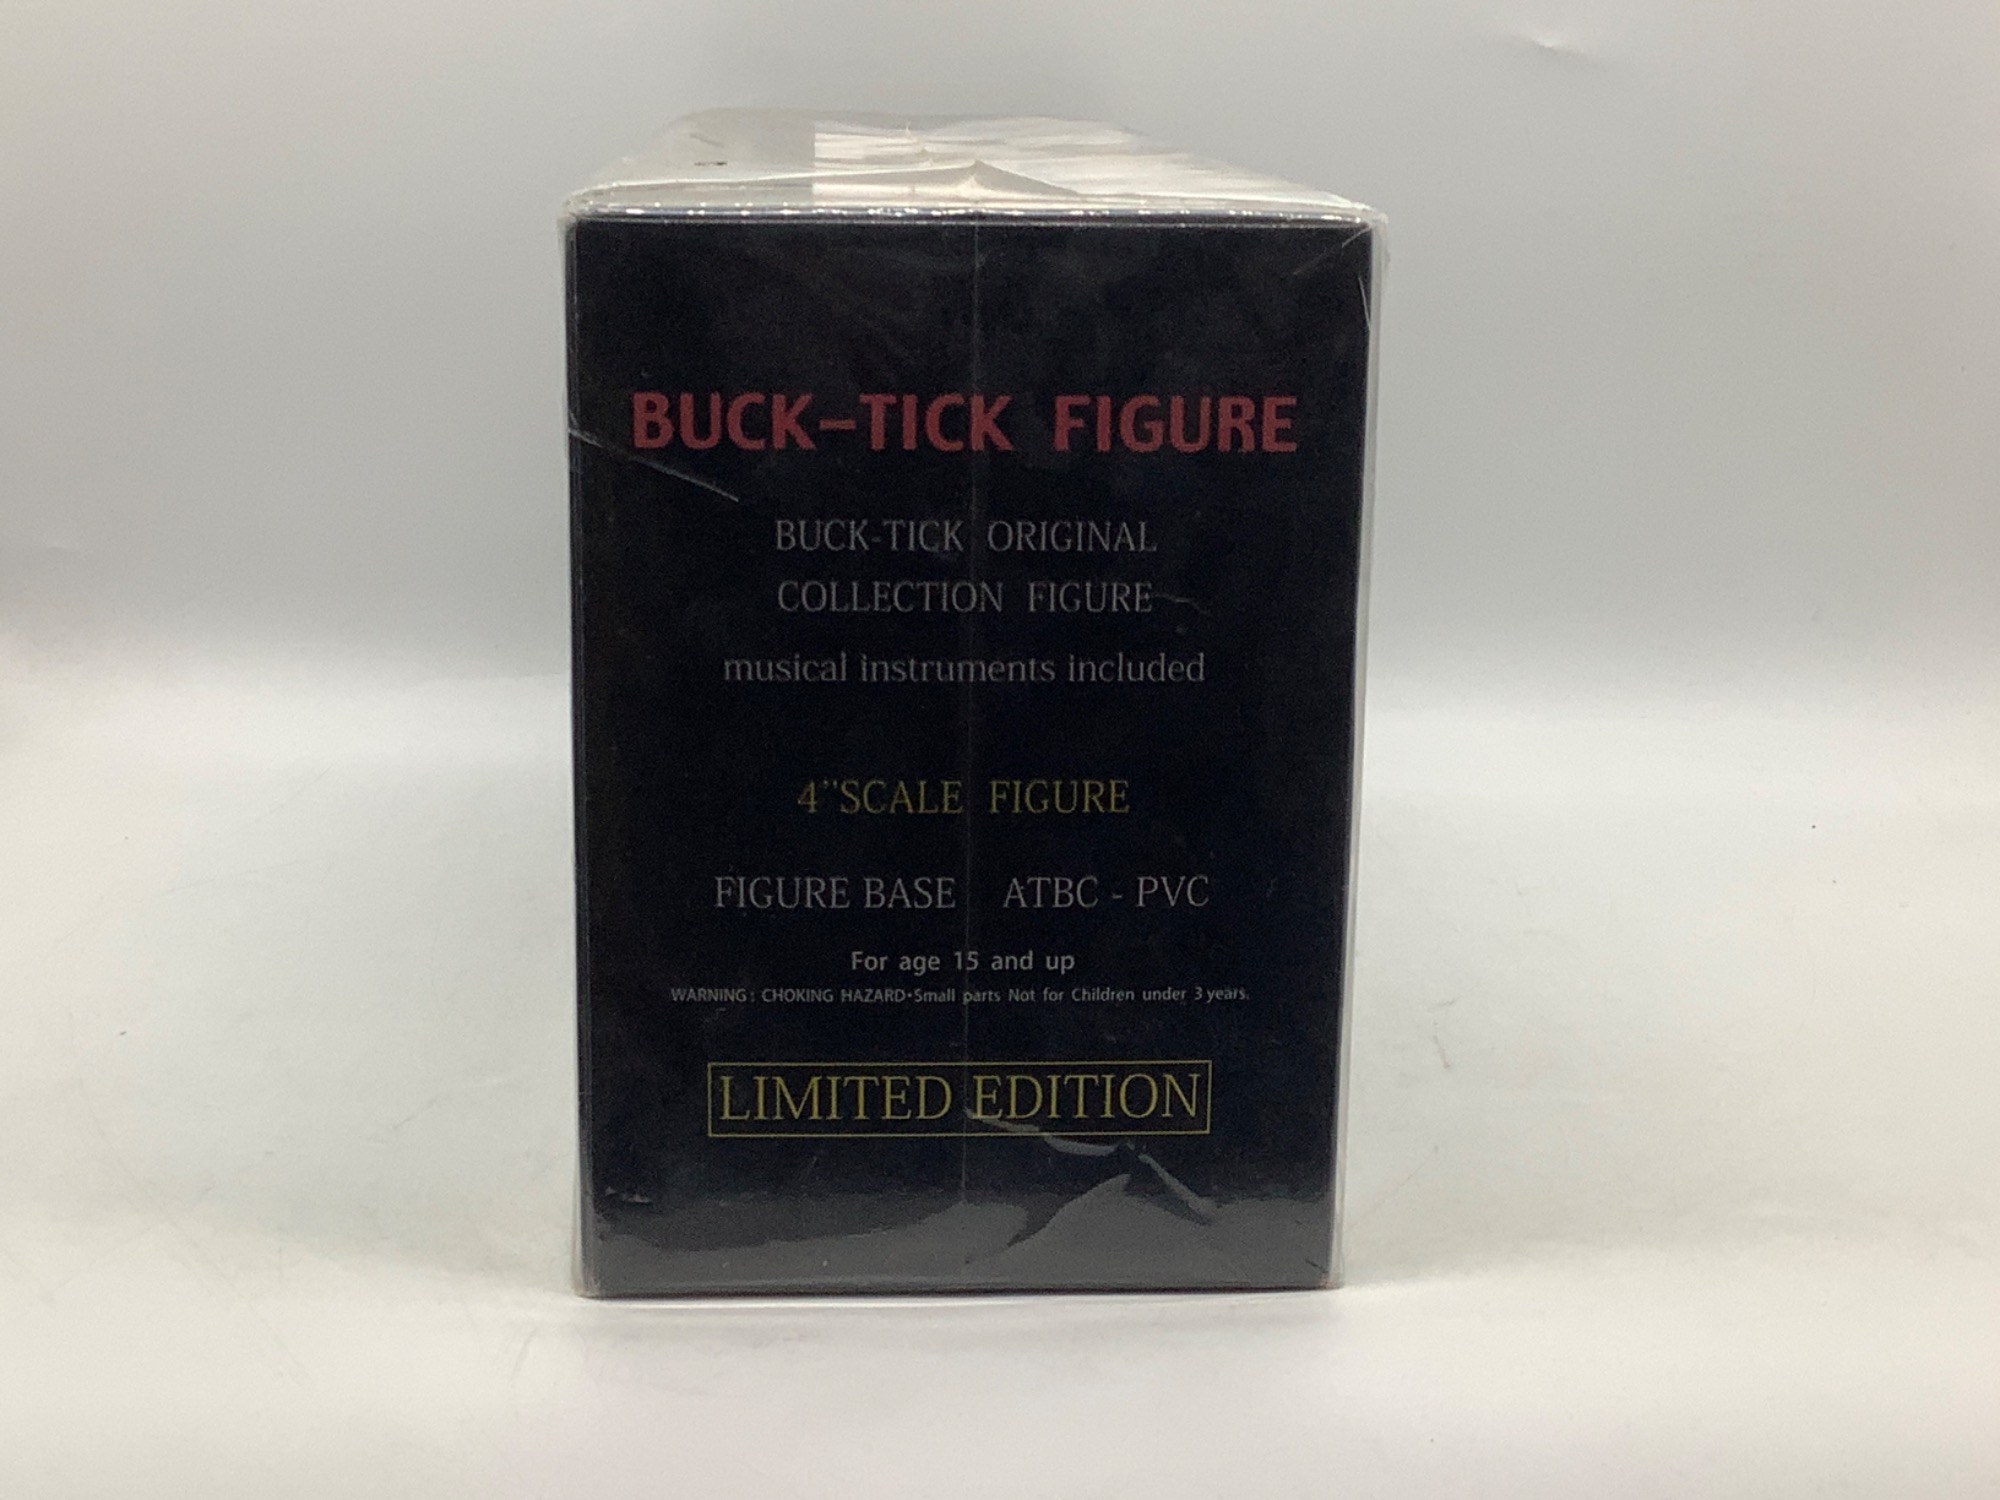 BUCK-TICK FIGURE
BUCK-TICK ORIGINAL
COLLECTION FIGURE
musical instruments included
4"SCALE FIGURE
FIGURE BASE ATBC - PVC
For age 15 and up
WARNING : CHOKING HAZARD・Small parts Not for Children under 3 years.
LIMITED EDITION